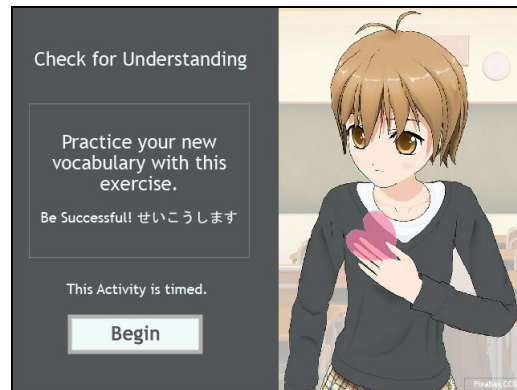 Check for Understanding
Practice your new
vocabulary with this
exercise.
Be Successful! せいこうします
This Activity is timed.
Begin
Pixabay CC0